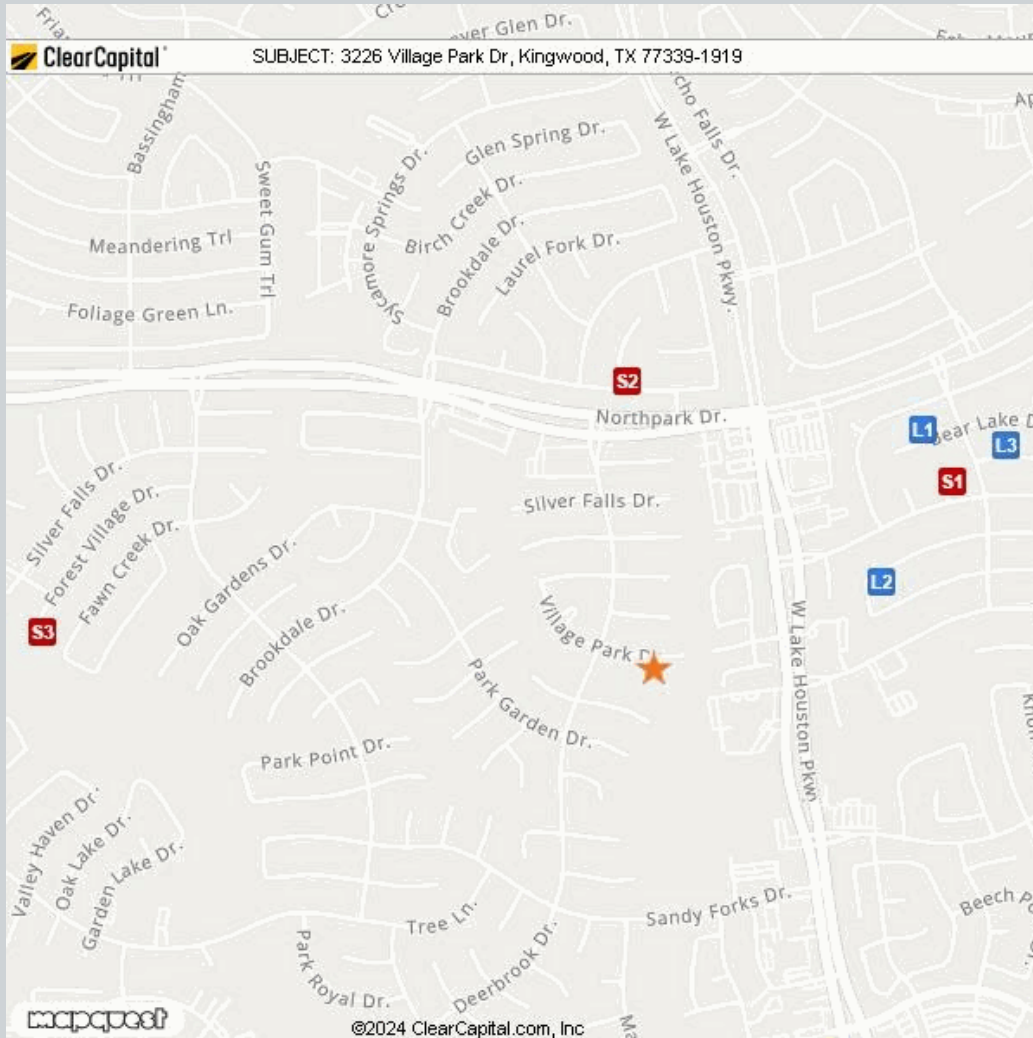 ClearCapital
SUBJECT: 3226 Village Park Dr, Kingwood, TX 77339-1919
Glen Dr.
Bassingham
Sweet Gum Trl
Meandering Trl
Foliage Green Ln.
Sycamore Springs Dr.
Glen Spring Dr.
Birch Creek Dr.
Brookdale Dr.
Laurel Fork Dr.
Falls Dr.
W Lake Houston Pkwy.
S2
Northpark Dr.
L1
Lake
L3
S1
Silver Falls Dr.
Silver Falls Dr.
Forest Village Dr.
Fawn Creek Dr.
S3
Oak Gardens Dr.
Brookdale Dr.
L2
Village Park
W Lake Houston Pkwy.
Park Garden Dr.
Park Point Dr.
Valley Haven Dr.
Oak Lake Dr.
Garden Lake Dr.
Tree Ln.
Sandy Forks Dr.
Beech
Park Royal Dr.
Deerbrook Dr.
mapquest
©2024 ClearCapital.com, Inc